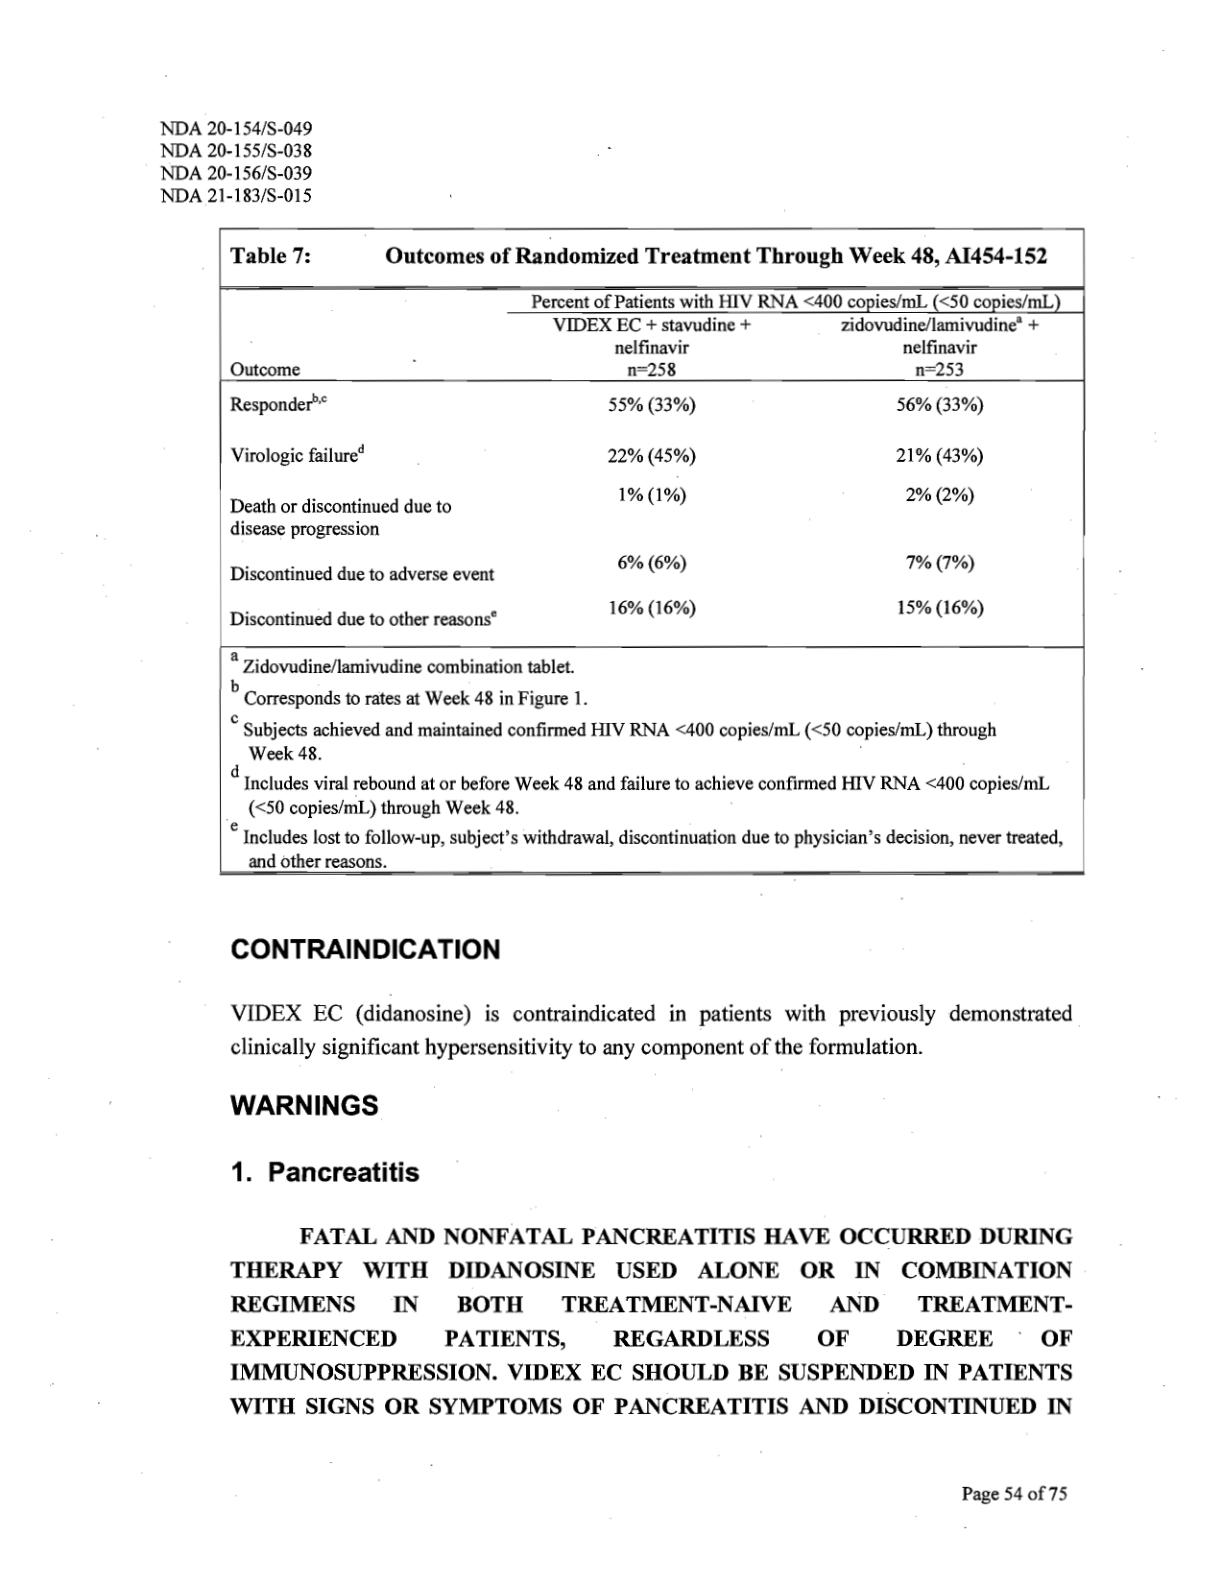 NDA 20-154/S-049
NDA 20-155/S-038
NDA 20-156/S-039
NDA 21-183/S-015
Table 7: Outcomes of Randomized Treatment Through Week 48, AI454-152
Percent of Patients with HIV RNA <400 copies/mL (<50 copies/mL)
VIDEX EC + stavudine + zidovudine/lamivudineª +
nelfinavir nelfinavir
Outcome n=258 n=253
Responderb,c 55% (33%) 56% (33%)
Virologic failured 22% (45%) 21% (43%)
Death or discontinued due to 1% (1%) 2% (2%)
disease progression
Discontinued due to adverse event 6% (6%) 7% (7%)
Discontinued due to other reasonse 16% (16%) 15% (16%)
a Zidovudine/lamivudine combination tablet.
b Corresponds to rates at Week 48 in Figure 1.
c Subjects achieved and maintained confirmed HIV RNA <400 copies/mL (<50 copies/mL) through
Week 48.
d Includes viral rebound at or before Week 48 and failure to achieve confirmed HIV RNA <400 copies/mL
(<50 copies/mL) through Week 48.
e Includes lost to follow-up, subject's withdrawal, discontinuation due to physician's decision, never treated,
and other reasons.
CONTRAINDICATION
VIDEX EC (didanosine) is contraindicated in patients with previously demonstrated
clinically significant hypersensitivity to any component of the formulation.
WARNINGS
1. Pancreatitis
FATAL AND NONFATAL PANCREATITIS HAVE OCCURRED DURING
THERAPY WITH DIDANOSINE USED ALONE OR IN COMBINATION
REGIMENS IN BOTH TREATMENT-NAIVE AND TREATMENT-
EXPERIENCED PATIENTS, REGARDLESS OF DEGREE OF
IMMUNOSUPPRESSION. VIDEX EC SHOULD BE SUSPENDED IN PATIENTS
WITH SIGNS OR SYMPTOMS OF PANCREATITIS AND DISCONTINUED IN
Page 54 of 75